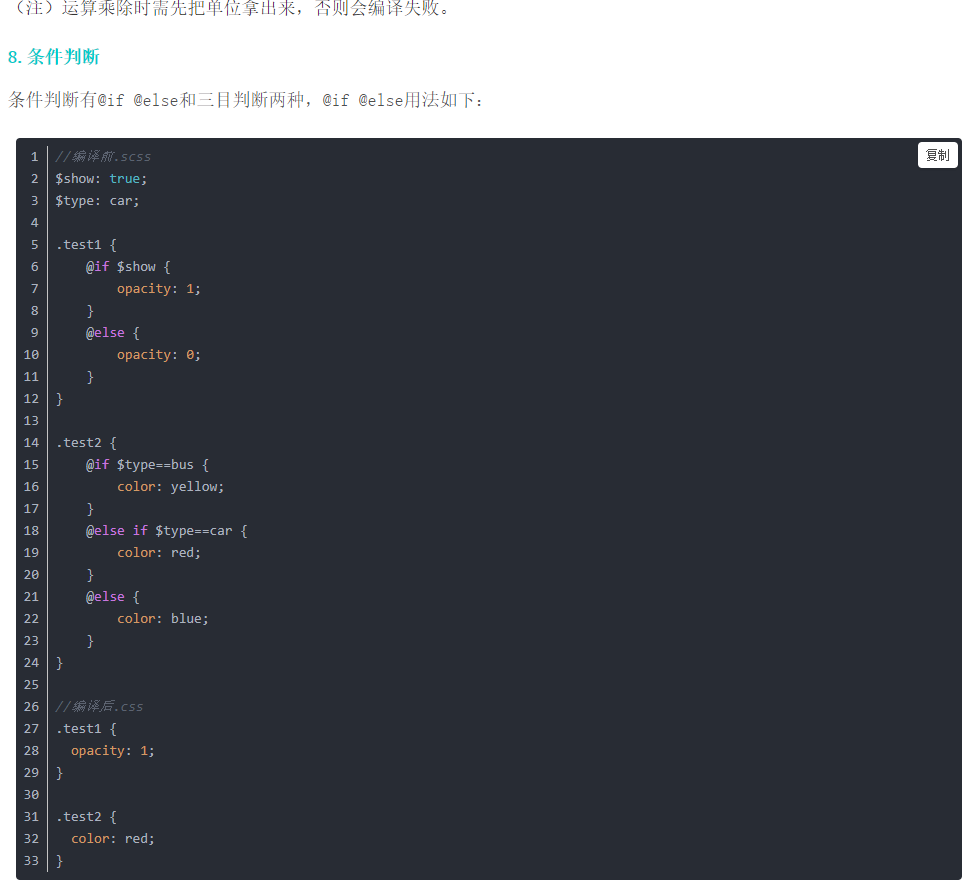 （注）运算乘除时需先把单位拿出来，否则会编译失败。
8. 条件判断
条件判断有@if @else和三目判断两种，@if @else用法如下：
复制
1 //编译前.scss
2 $show: true;
3 $type: car;
4
5 .test1 {
6     @if $show {
7         opacity: 1;
8     }
9     @else {
10         opacity: 0;
11     }
12 }
13
14 .test2 {
15     @if $type==bus {
16         color: yellow;
17     }
18     @else if $type==car {
19         color: red;
20     }
21     @else {
22         color: blue;
23     }
24 }
25
26 //编译后.css
27 .test1 {
28   opacity: 1;
29 }
30
31 .test2 {
32   color: red;
33 }